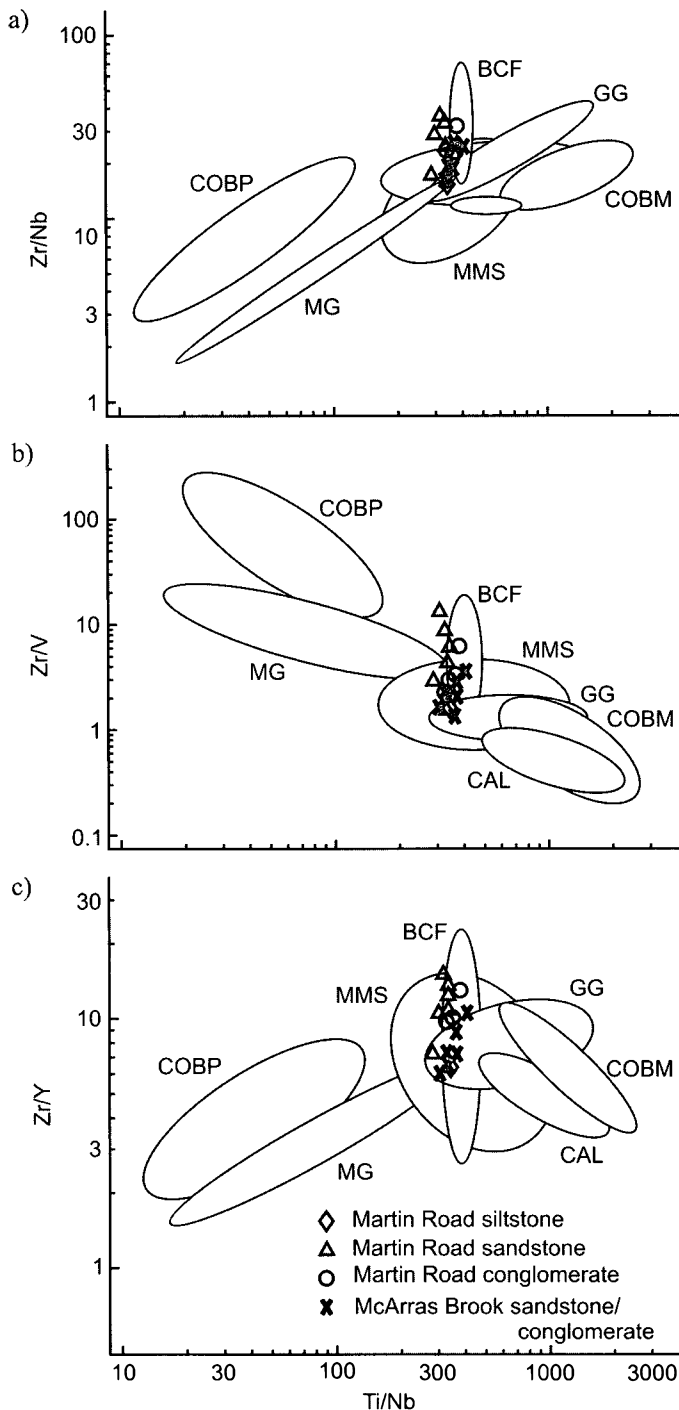 a)
100
30
10
3
1
Zr/Nb
BCF
GG
COBP
COBM
MMS
MG
b)
100
10
1
0.1
Zr/V
COBP
BCF
MMS
MG
GG
COBM
CAL
c)
30
10
3
1
Zr/Y
BCF
MMS
GG
COBP
COBM
CAL
MG
Martin Road siltstone
Martin Road sandstone
Martin Road conglomerate
McArras Brook sandstone/
conglomerate
10 30 100 300 1000 3000
Ti/Nb